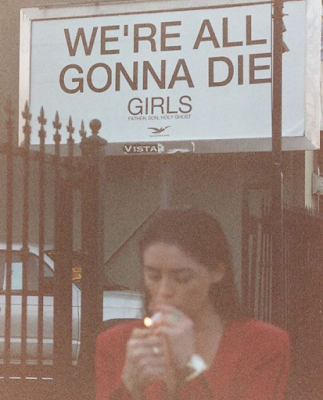 WE'RE ALL
GONNA DIE
GIRLS
FATHER, SON, HOLY GHOST
VISTA